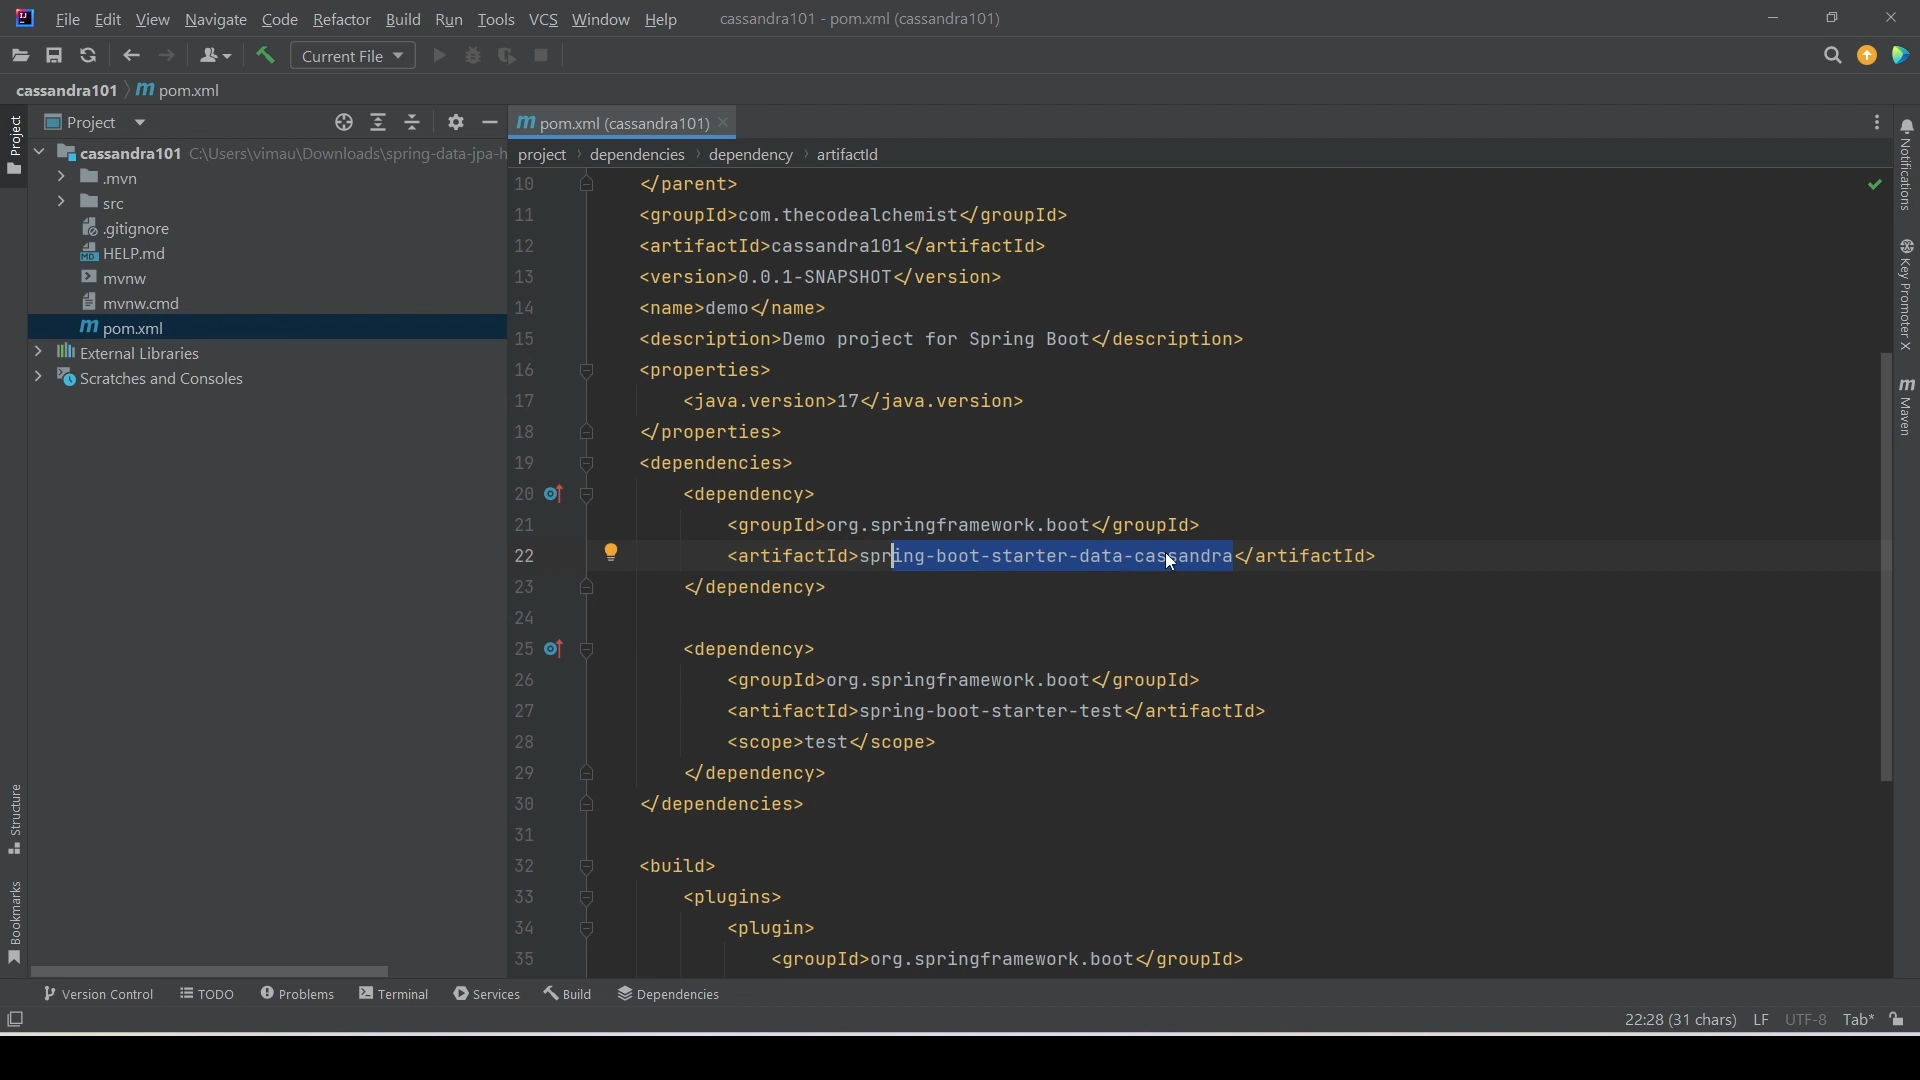 File Edit View Navigate Code Refactor Build Run Tools VCS Window Help cassandra101 - pom.xml (cassandra101)
Current File
cassandra101 pom.xml
Project
Project
pom.xml (cassandra101)
cassandra101 C:\Users\vimau\Downloads\spring-data-jpa-h
project dependencies dependency artifactId
.mvn
src
.gitignore
HELP.md
mvnw
mvnw.cmd
pom.xml
External Libraries
Scratches and Consoles
10 </parent>
11 <groupId>com.thecodealchemist</groupId>
12 <artifactId>cassandra101</artifactId>
13 <version>0.0.1-SNAPSHOT</version>
14 <name>demo</name>
15 <description>Demo project for Spring Boot</description>
16 <properties>
17 <java.version>17</java.version>
18 </properties>
19 <dependencies>
20 <dependency>
21 <groupId>org.springframework.boot</groupId>
22 <artifactId>spring-boot-starter-data-cassandra</artifactId>
23 </dependency>
24
25 <dependency>
26 <groupId>org.springframework.boot</groupId>
27 <artifactId>spring-boot-starter-test</artifactId>
28 <scope>test</scope>
29 </dependency>
30 </dependencies>
31
32 <build>
33 <plugins>
34 <plugin>
35 <groupId>org.springframework.boot</groupId>
Notifications
Key Promoter X
Maven
Structure
Bookmarks
Version Control TODO Problems Terminal Services Build Dependencies
22:28 (31 chars) LF UTF-8 Tab*